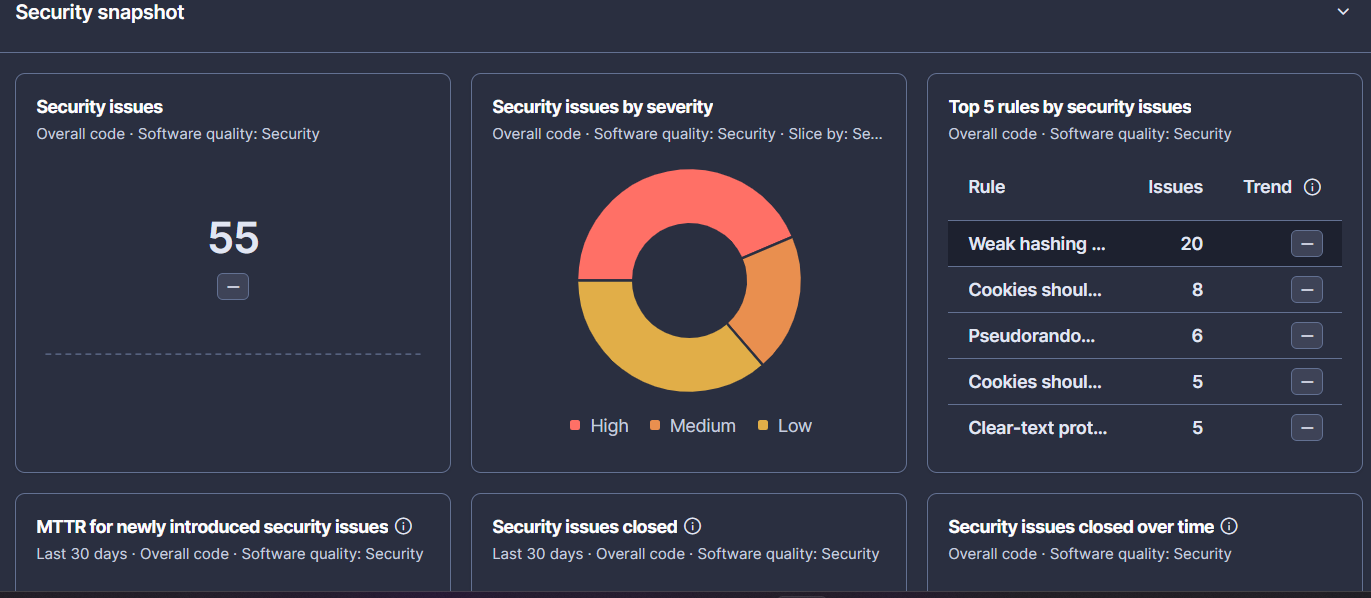 Security snapshot
Security issues
Overall code · Software quality: Security
55
Security issues by severity
Overall code · Software quality: Security · Slice by: Se...
High Medium Low
Top 5 rules by security issues
Overall code · Software quality: Security
Rule Issues Trend
Weak hashing ... 20
Cookies shoul... 8
Pseudorando... 6
Cookies shoul... 5
Clear-text prot... 5
MTTR for newly introduced security issues
Last 30 days · Overall code · Software quality: Security
Security issues closed
Last 30 days · Overall code · Software quality: Security
Security issues closed over time
Overall code · Software quality: Security